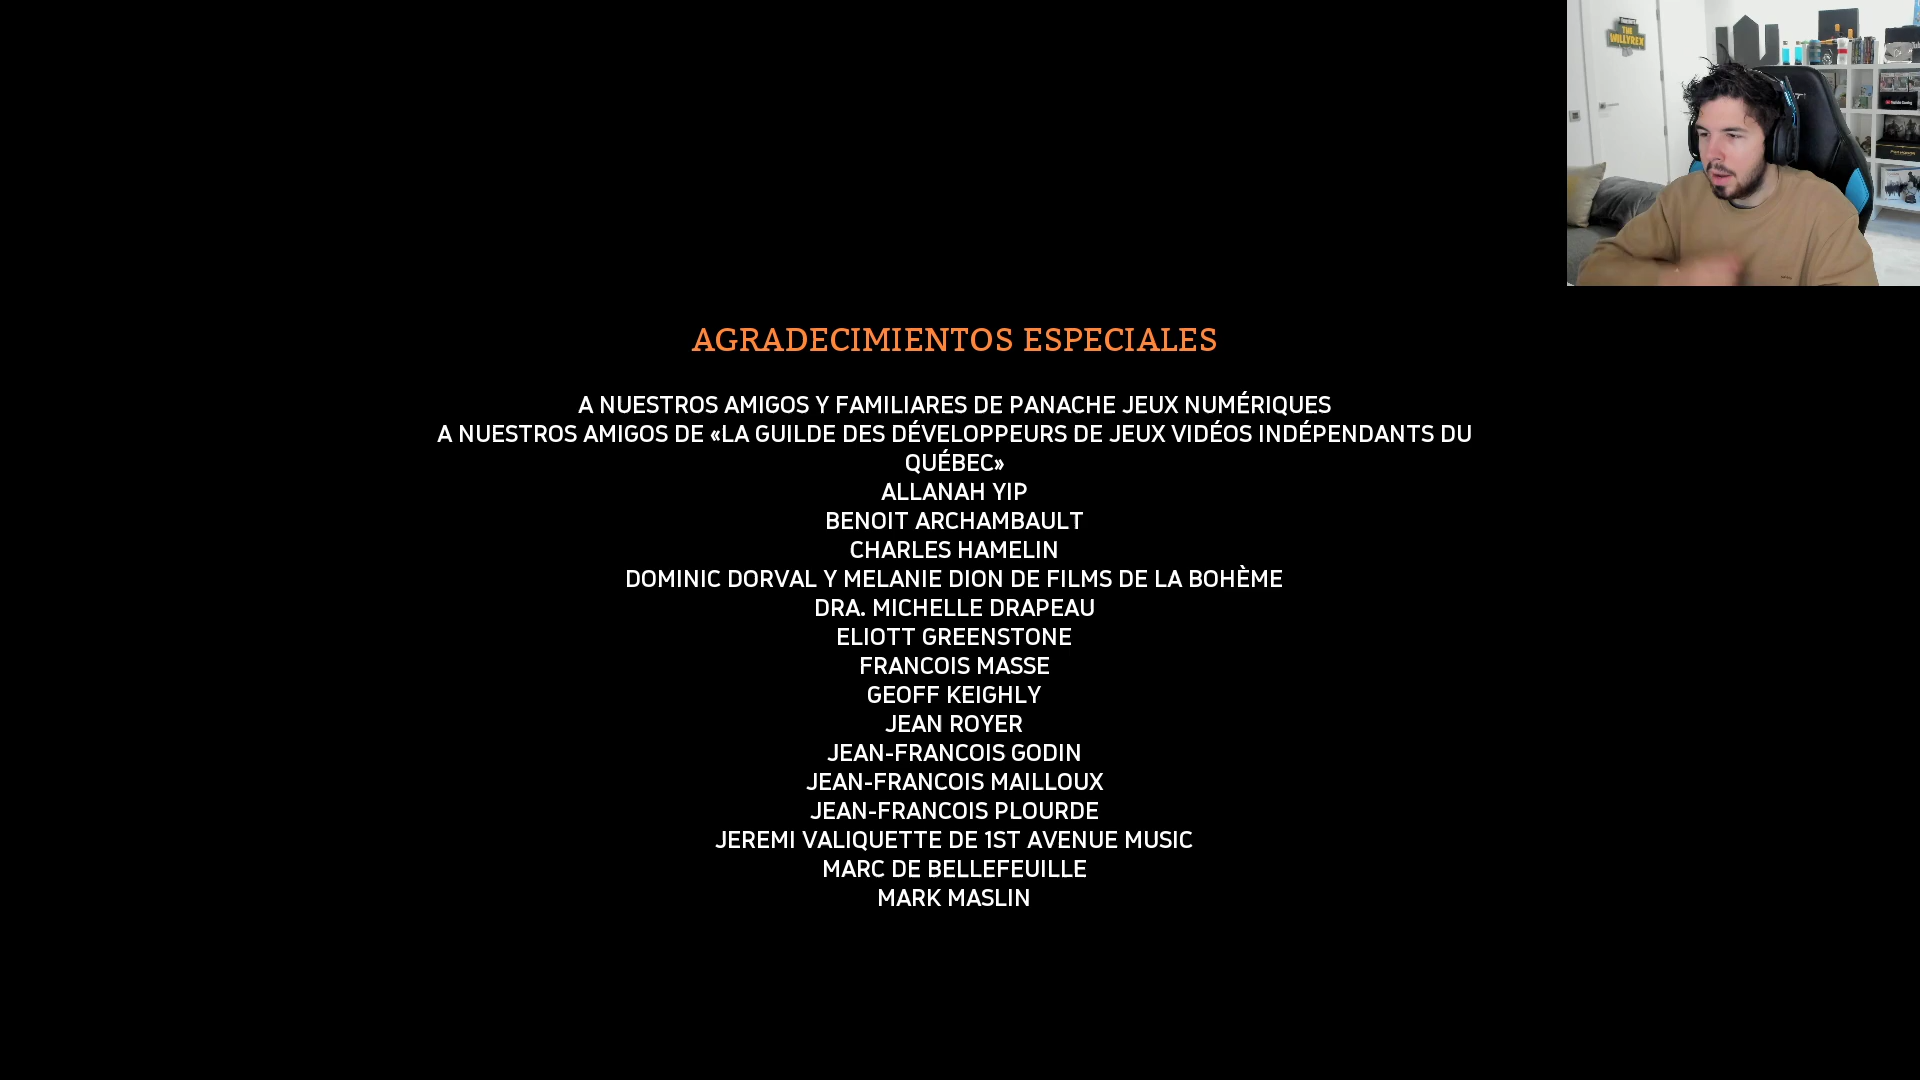 THE
WILLYREX
AGRADECIMIENTOS ESPECIALES
A NUESTROS AMIGOS Y FAMILIARES DE PANACHE JEUX NUMÉRIQUES
A NUESTROS AMIGOS DE «LA GUILDE DES DÉVELOPPEURS DE JEUX VIDÉOS INDÉPENDANTS DU
QUÉBEC»
ALLANAH YIP
BENOIT ARCHAMBAULT
CHARLES HAMELIN
DOMINIC DORVAL Y MELANIE DION DE FILMS DE LA BOHÈME
DRA. MICHELLE DRAPEAU
ELIOTT GREENSTONE
FRANCOIS MASSE
GEOFF KEIGHLY
JEAN ROYER
JEAN-FRANCOIS GODIN
JEAN-FRANCOIS MAILLOUX
JEAN-FRANCOIS PLOURDE
JEREMI VALIQUETTE DE 1ST AVENUE MUSIC
MARC DE BELLEFEUILLE
MARK MASLIN